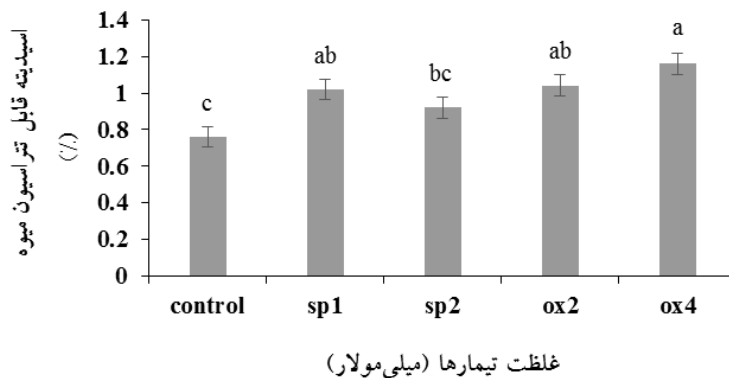 اسیدیته قابل تتراسیون میوه
(٪)
1.4
1.2
1
0.8
0.6
0.4
0.2
0
c
ab
bc
ab
a
control sp1 sp2 ox2 ox4
غلظت تیمارها (میلی‌مولار)